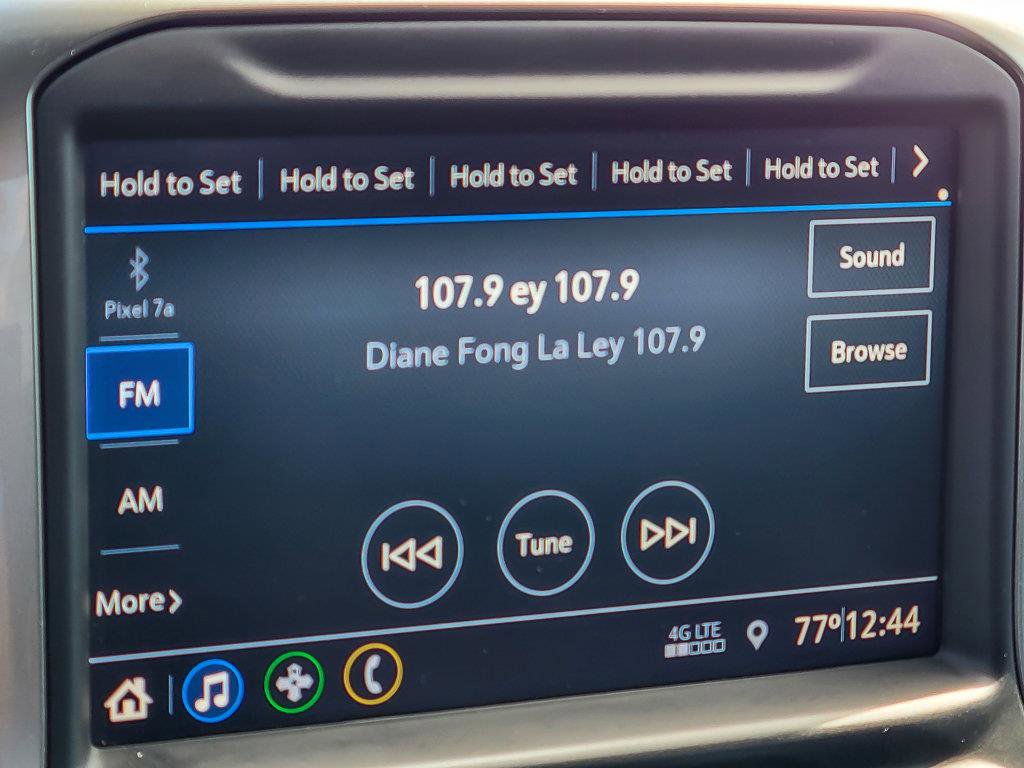 Hold to Set Hold to Set Hold to Set Hold to Set Hold to Set
Pixel 7a
107.9 ey 107.9
Sound
Diane Fong La Ley 107.9
Browse
FM
AM
Tune
More
4G LTE
77° 12:44